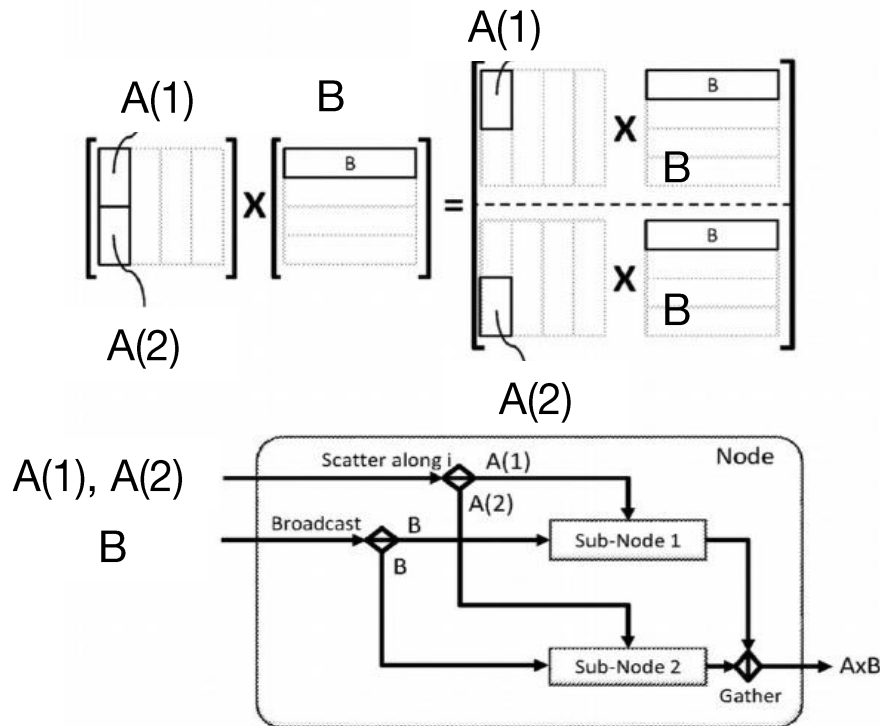 A(1)
A(1)
B
B
B
X
B
=
X
B
B
X
B
A(2)
A(2)
Node
Scatter along i
A(1)
A(1), A(2)
A(2)
Broadcast
B
B
Sub-Node 1
B
Sub-Node 2
AxB
Gather